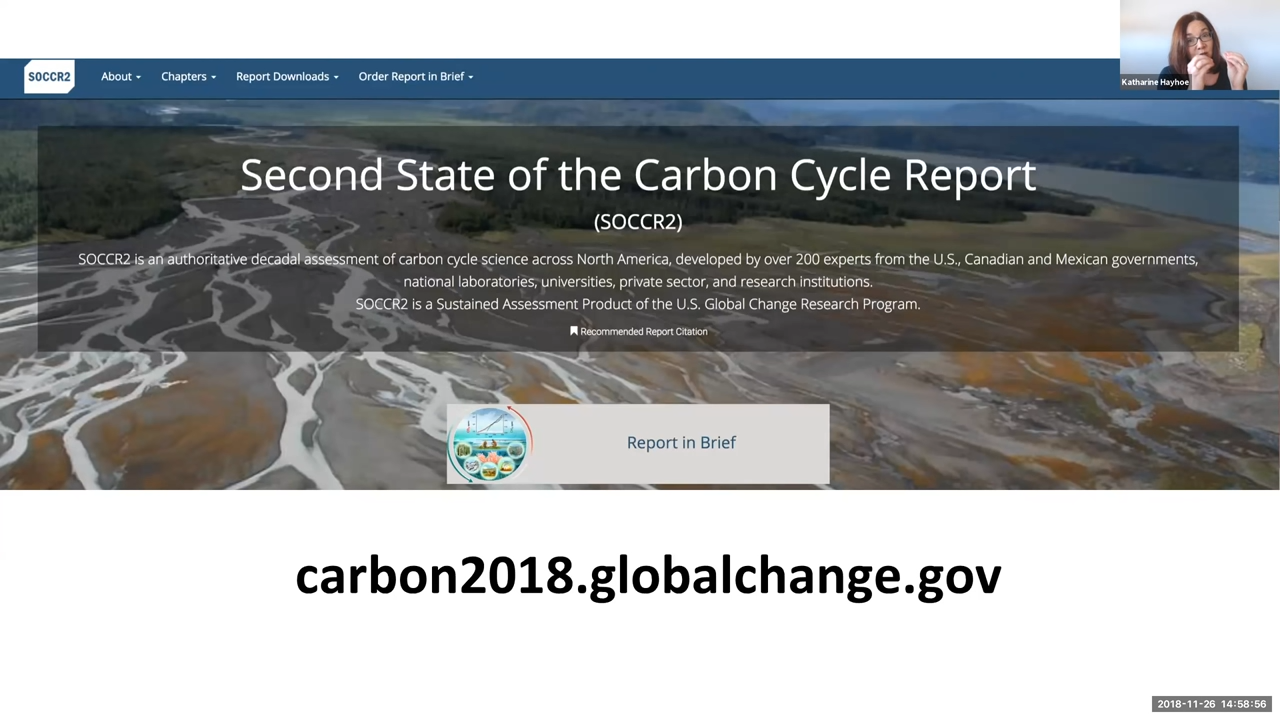 Katharine Hayhoe
SOCCR2
About
Chapters
Report Downloads
Order Report in Brief
Second State of the Carbon Cycle Report
(SOCCR2)
SOCCR2 is an authoritative decadal assessment of carbon cycle science across North America, developed by over 200 experts from the U.S., Canadian and Mexican governments,
national laboratories, universities, private sector, and research institutions.
SOCCR2 is a Sustained Assessment Product of the U.S. Global Change Research Program.
Recommended Report Citation
Report in Brief
carbon2018.globalchange.gov
2018-11-26 14:58:56